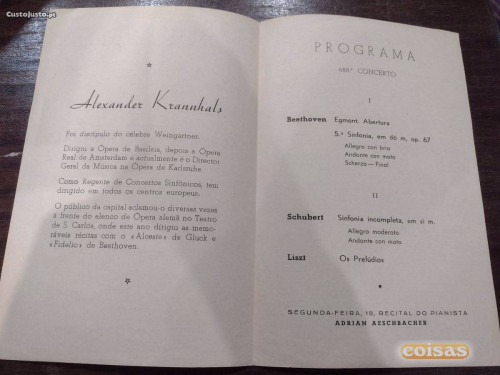 CustoJusto.pt
Alexander Krannhals
Foi discípulo do célebre Weingartner.
Dirigiu a Ópera de Basileia, depois a Ópera
Real de Amsterdam e actualmente é o Director
Geral da Música na Ópera de Karlsruhe.
Como Regente de Concertos Sinfónicos, tem
dirigido em todos os centros europeus.
O público da capital aclamou-o diversas vezes
à frente do elenco de Ópera alemã no Teatro
de S. Carlos, onde este ano dirigiu as memo-
ráveis récitas com o «Alceste» de Gluck e
«Fidelio» de Beethoven.
PROGRAMA
CONCERTO
I
Beethoven Egmont. Abertura
5.ª Sinfonia, em dó m, op. 67
Allegro con brio
Andante con moto
Scherzo — Final
II
Schubert Sinfonia incompleta, em si m.
Allegro moderato
Andante con moto
Liszt Os Prelúdios
SEGUNDA-FEIRA, RECITAL DO PIANISTA
ADRIAN AESCHBACHER
coisas